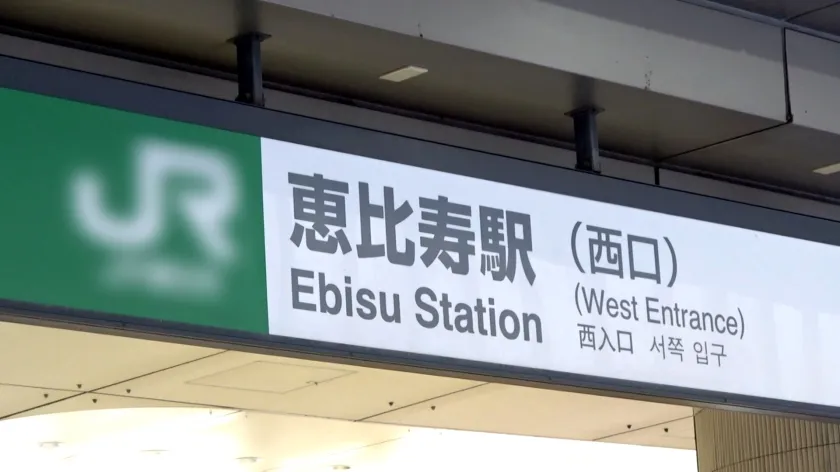 JR
恵比寿駅
Ebisu Station
(西口)
(West Entrance)
西入口 서쪽 입구